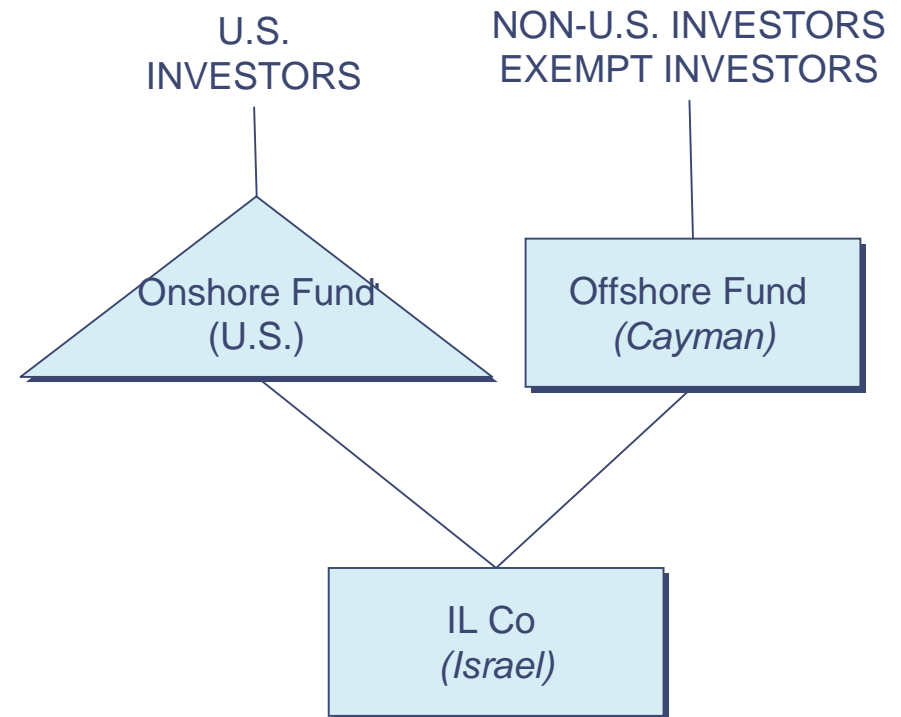 U.S.
INVESTORS
NON-U.S. INVESTORS
EXEMPT INVESTORS
Onshore Fund'
(U.S.)
Offshore Fund
(Cayman)
IL Co
(Israel)